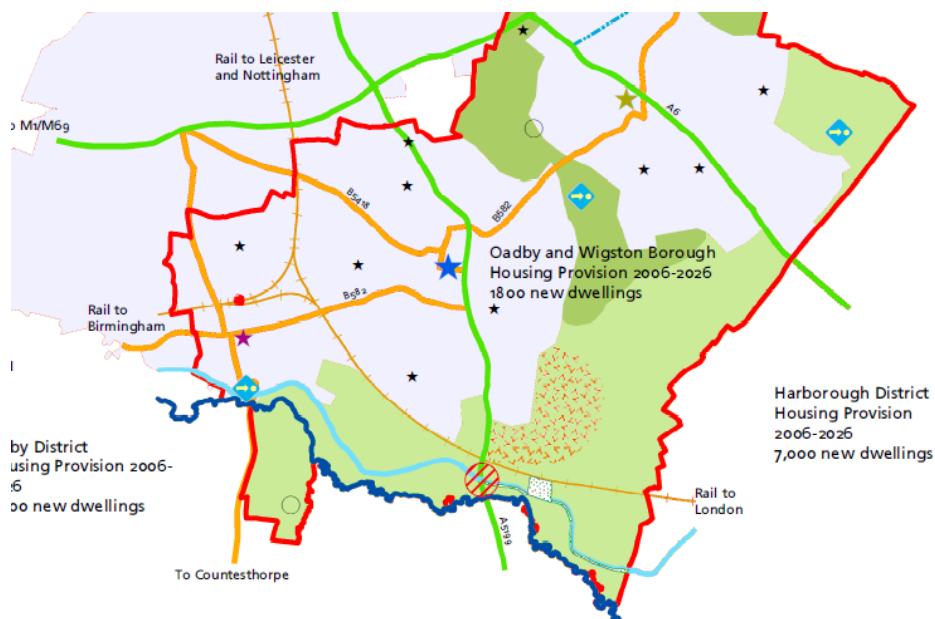 Rail to Leicester
and Nottingham
o M1/M69
A6
B5418
B582
Oadby and Wigston Borough
Housing Provision 2006-2026
1800 new dwellings
B582
Rail to
Birmingham
Harborough District
Housing Provision
2006-2026
7,000 new dwellings
by District
using Provision 2006-
00 new dwellings
Rail to
London
A5199
To Countesthorpe